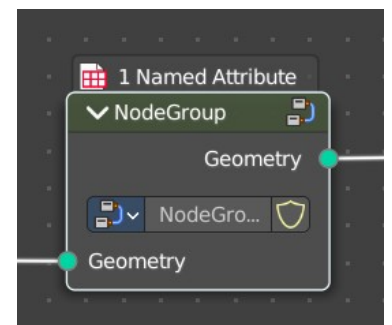 1 Named Attribute
NodeGroup
Geometry
NodeGro...
Geometry